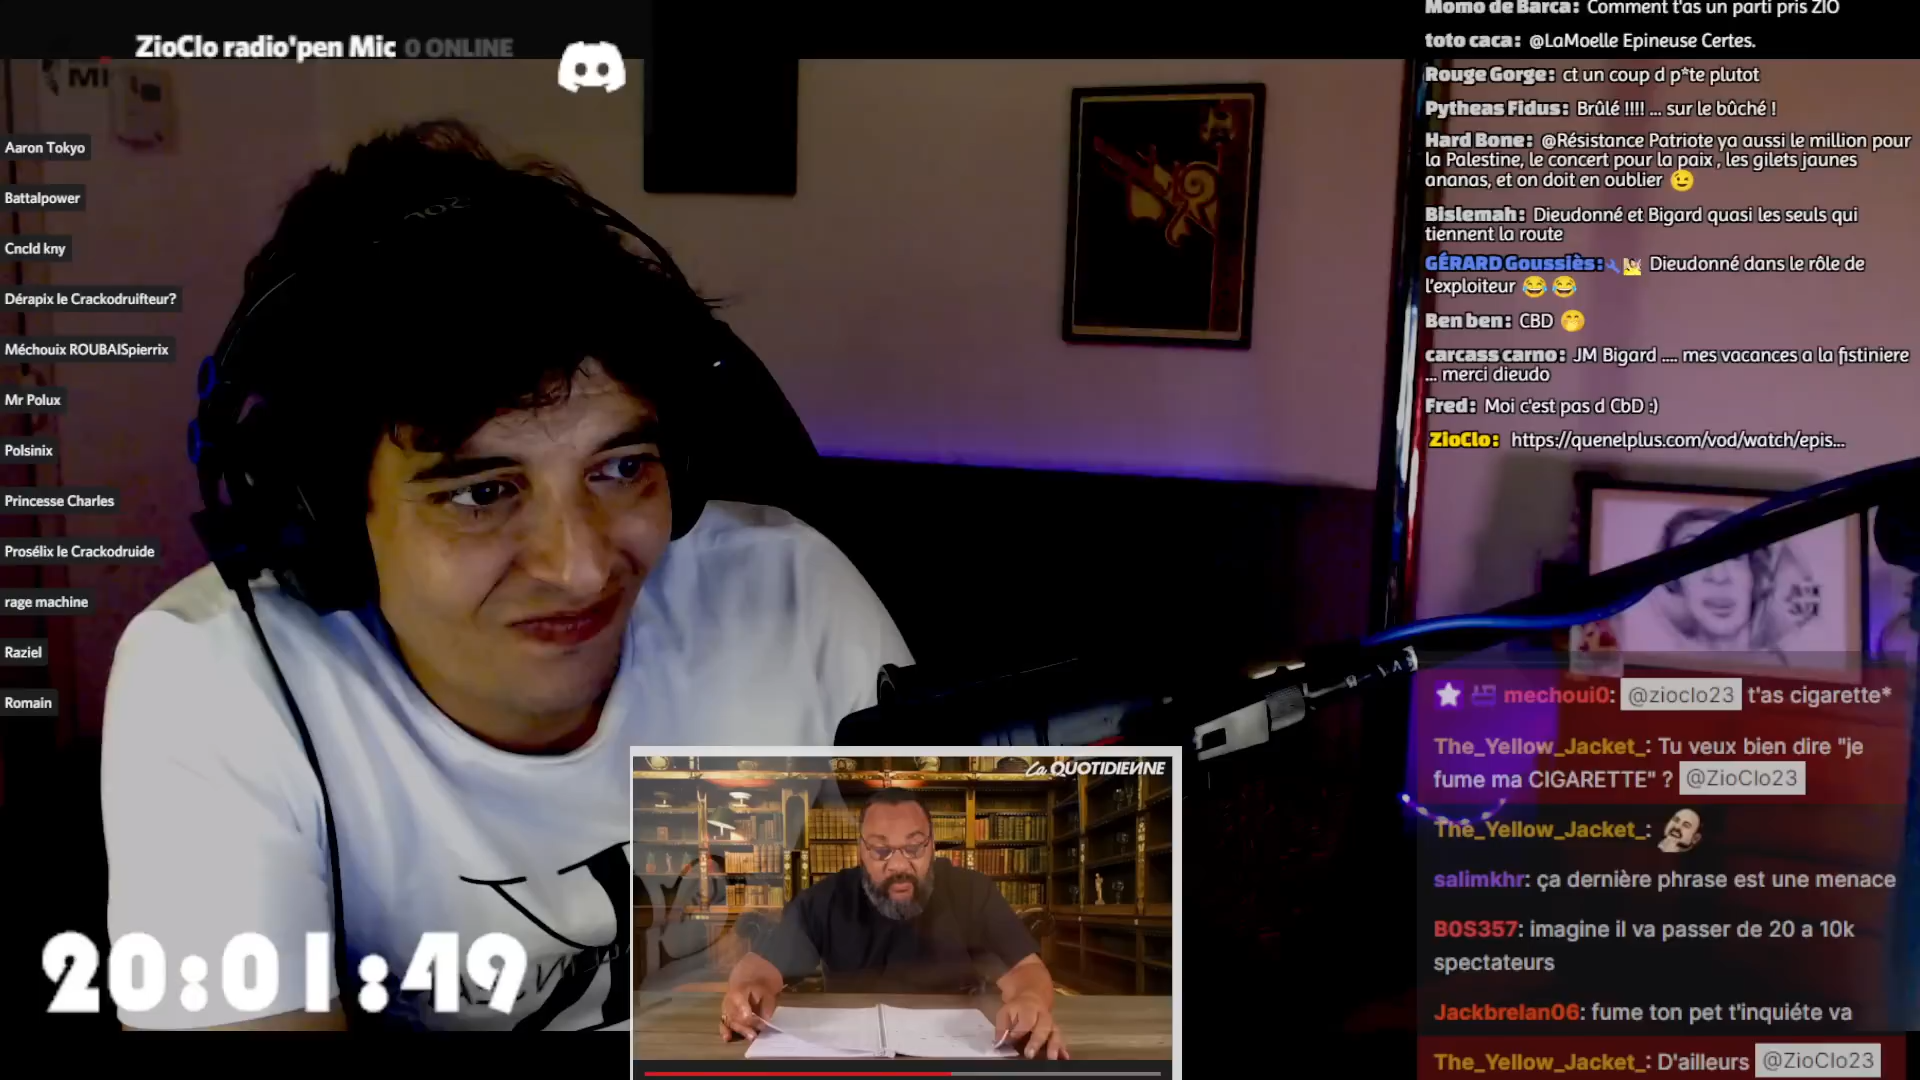 ZioClo radio'pen Mic 0 ONLINE
Aaron Tokyo
Battalpower
Cncld kny
Dérapix le Crackodruifteur?
Méchouix ROUBAISpierrix
Mr Polux
Polsinix
Princesse Charles
Prosélix le Crackodruide
rage machine
Raziel
Romain
20:01:49
La QUOTIDIENNE
Momo de Barca: Comment t'as un parti pris ZIO
toto caca: @LaMoelle Epineuse Certes.
Rouge Gorge: ct un coup d p*te plutot
Pytheas Fidus: Brûlé !!!! ... sur le bûché !
Hard Bone: @Résistance Patriote ya aussi le million pour
la Palestine, le concert pour la paix , les gilets jaunes
ananas, et on doit en oublier 😉
Bislemah: Dieudonné et Bigard quasi les seuls qui
tiennent la route
GÉRARD Goussiès: Dieudonné dans le rôle de
l'exploiteur 😂 😂
Ben ben: CBD 🤭
carcass carno: JM Bigard .... mes vacances a la fistiniere
... merci dieudo
Fred: Moi c'est pas d CbD :)
ZioClo: https://quenelplus.com/vod/watch/epis...
mechoui0: @zioclo23 t'as cigarette*
The_Yellow_Jacket_: Tu veux bien dire "je
fume ma CIGARETTE" ? @ZioClo23
The_Yellow_Jacket_:
salimkhr: ça dernière phrase est une menace
BOS357: imagine il va passer de 20 a 10k
spectateurs
Jackbrelan06: fume ton pet t'inquiéte va
The_Yellow_Jacket_: D'ailleurs @ZioClo23